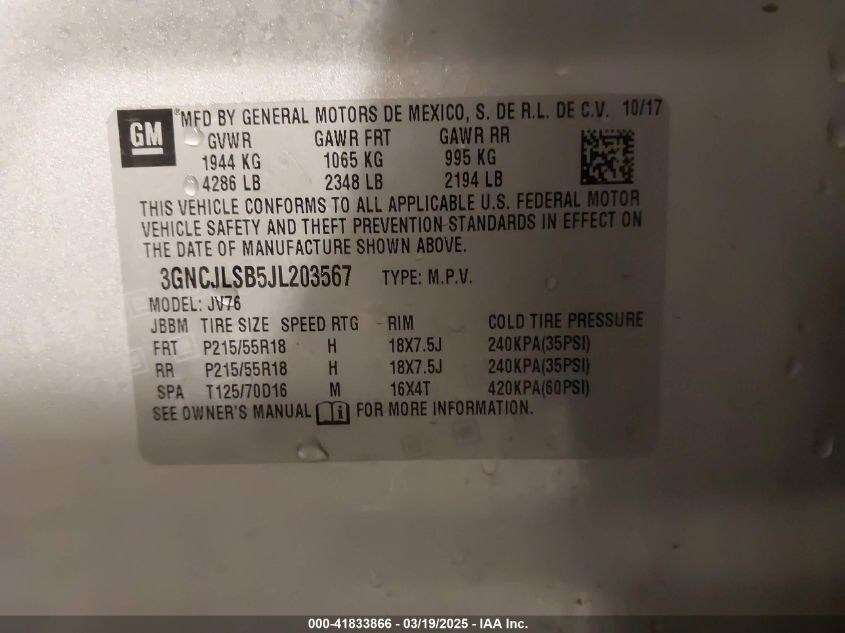 GM
*MFD BY GENERAL MOTORS DE MEXICO, S. DE R.L. DE C.V. 10/17
GVWR GAWR FRT GAWR RR
1944 KG 1065 KG 995 KG
4286 LB 2348 LB 2194 LB
THIS VEHICLE CONFORMS TO ALL APPLICABLE U.S. FEDERAL MOTOR
VEHICLE SAFETY AND THEFT PREVENTION STANDARDS IN EFFECT ON
THE DATE OF MANUFACTURE SHOWN ABOVE.
3GNCJLSB5JL203567 TYPE: M.P.V.
MODEL: JV76
JBBM TIRE SIZE SPEED RTG RIM COLD TIRE PRESSURE
FRT P215/55R18 H 18X7.5J 240KPA(35PSI)
RR P215/55R18 H 18X7.5J 240KPA(35PSI)
SPA T125/70D16 M 16X4T 420KPA(60PSI)
SEE OWNER'S MANUAL i FOR MORE INFORMATION.
000-41833866 - 03/19/2025 - IAA Inc.